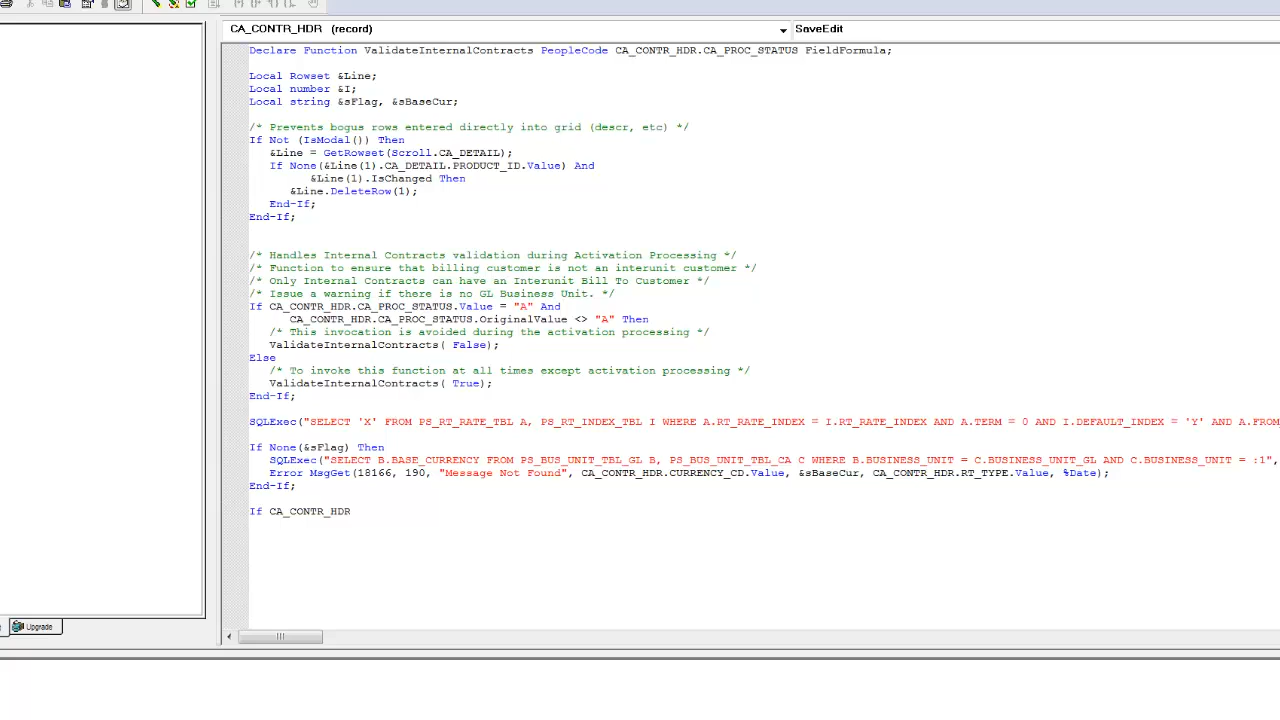 CA_CONTR_HDR (record)
SaveEdit
Declare Function ValidateInternalContracts PeopleCode CA_CONTR_HDR.CA_PROC_STATUS FieldFormula;
Local Rowset &Line;
Local number &I;
Local string &sFlag, &sBaseCur;
/* Prevents bogus rows entered directly into grid (descr, etc) */
If Not (IsModal()) Then
&Line = GetRowset(Scroll.CA_DETAIL);
If None(&Line(1).CA_DETAIL.PRODUCT_ID.Value) And
&Line(1).IsChanged Then
&Line.DeleteRow(1);
End-If;
End-If;
/* Handles Internal Contracts validation during Activation Processing */
/* Function to ensure that billing customer is not an interunit customer */
/* Only Internal Contracts can have an Interunit Bill To Customer */
/* Issue a warning if there is no GL Business Unit. */
If CA_CONTR_HDR.CA_PROC_STATUS.Value = "A" And
CA_CONTR_HDR.CA_PROC_STATUS.OriginalValue <> "A" Then
/* This invocation is avoided during the activation processing */
ValidateInternalContracts( False);
Else
/* To invoke this function at all times except activation processing */
ValidateInternalContracts( True);
End-If;
SQLExec("SELECT 'X' FROM PS_RT_RATE_TBL A, PS_RT_INDEX_TBL I WHERE A.RT_RATE_INDEX = I.RT_RATE_INDEX AND A.TERM = 0 AND I.DEFAULT_INDEX = 'Y' AND A.FROM
If None(&sFlag) Then
SQLExec("SELECT B.BASE_CURRENCY FROM PS_BUS_UNIT_TBL_GL B, PS_BUS_UNIT_TBL_CA C WHERE B.BUSINESS_UNIT = C.BUSINESS_UNIT_GL AND C.BUSINESS_UNIT = :1",
Error MsgGet(18166, 190, "Message Not Found", CA_CONTR_HDR.CURRENCY_CD.Value, &sBaseCur, CA_CONTR_HDR.RT_TYPE.Value, %Date);
End-If;
If CA_CONTR_HDR
Upgrade